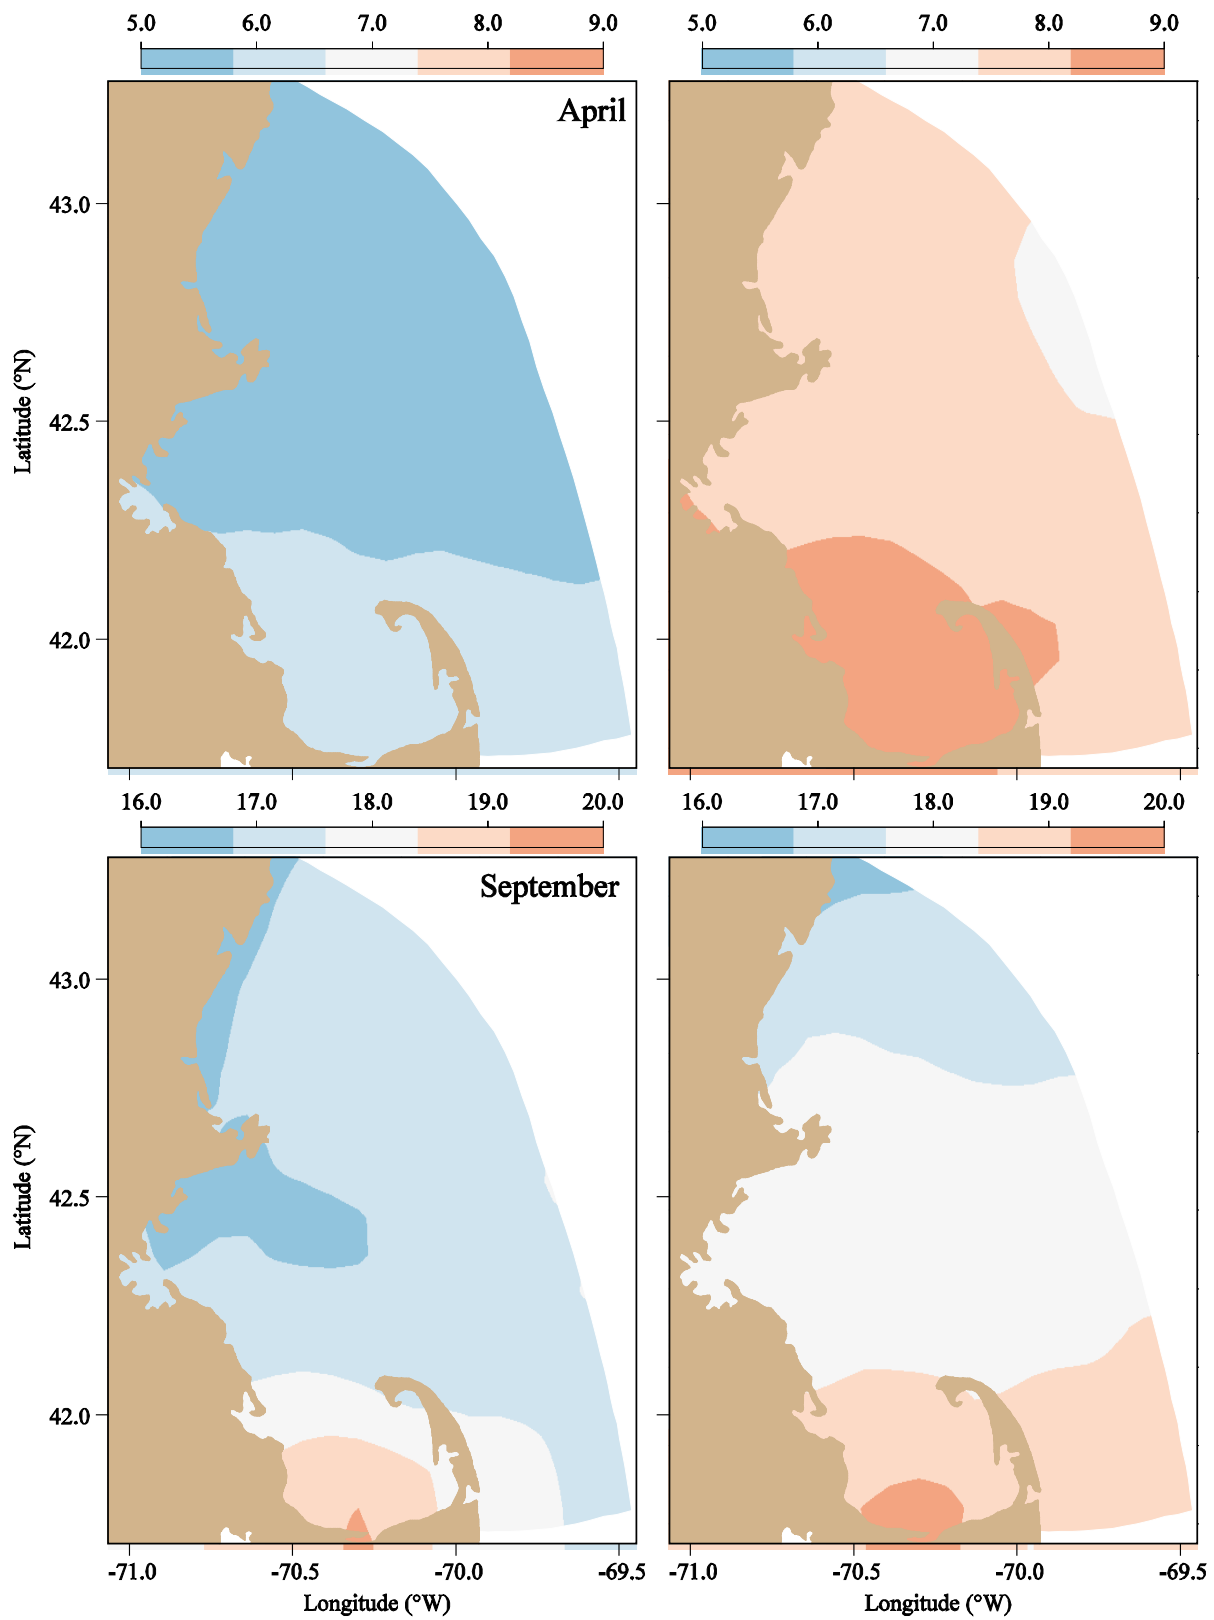 5.0 6.0 7.0 8.0 9.0 5.0 6.0 7.0 8.0 9.0
April
43.0
42.5
42.0
Latitude (°N)
16.0 17.0 18.0 19.0 20.0 16.0 17.0 18.0 19.0 20.0
September
43.0
42.5
42.0
Latitude (°N)
-71.0 -70.5 -70.0 -69.5 -71.0 -70.5 -70.0 -69.5
Longitude (°W) Longitude (°W)